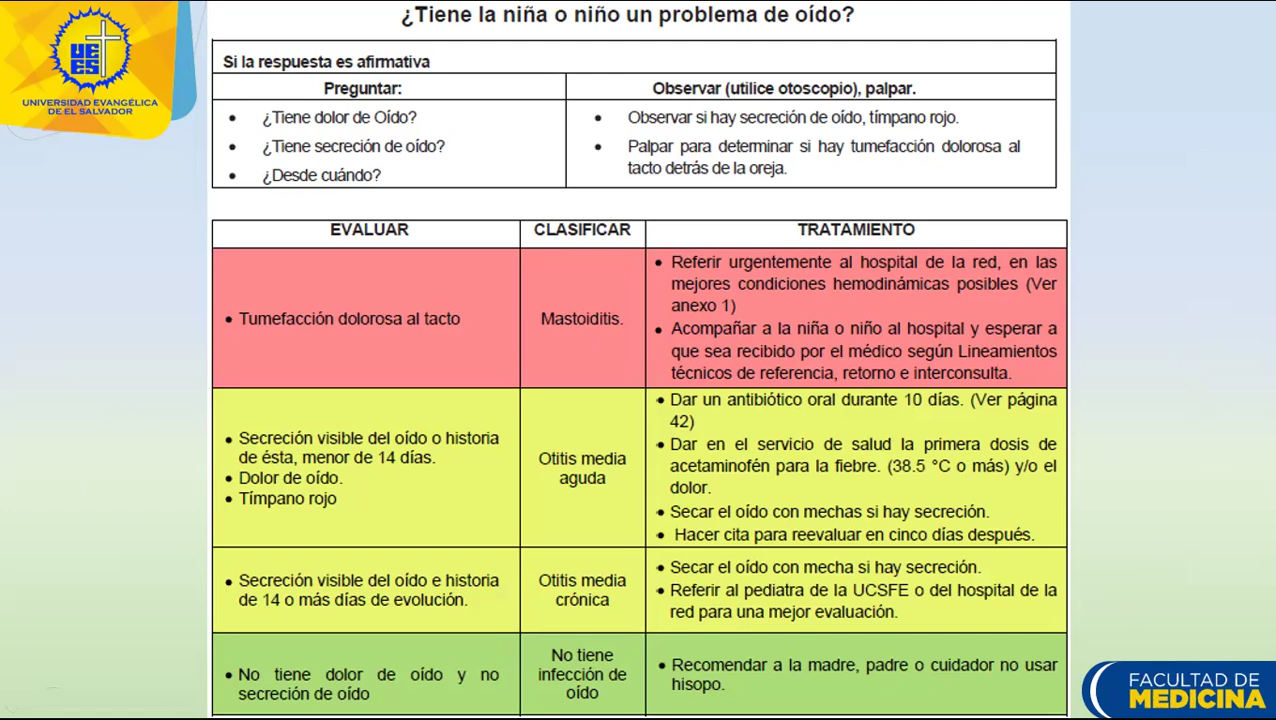 ¿Tiene la niña o niño un problema de oído?
UE
ES
UNIVERSIDAD EVANGÉLICA
DE EL SALVADOR
Si la respuesta es afirmativa
Preguntar:
Observar (utilice otoscopio), palpar.
• ¿Tiene dolor de Oído?
• ¿Tiene secreción de oído?
• ¿Desde cuándo?
• Observar si hay secreción de oído, tímpano rojo.
• Palpar para determinar si hay tumefacción dolorosa al
tacto detrás de la oreja.
EVALUAR
CLASIFICAR
TRATAMIENTO
• Tumefacción dolorosa al tacto
Mastoiditis.
• Referir urgentemente al hospital de la red, en las
mejores condiciones hemodinámicas posibles (Ver
anexo 1)
• Acompañar a la niña o niño al hospital y esperar a
que sea recibido por el médico según Lineamientos
técnicos de referencia, retorno e interconsulta.
• Secreción visible del oído o historia
de ésta, menor de 14 días.
• Dolor de oído.
• Tímpano rojo
Otitis media
aguda
• Dar un antibiótico oral durante 10 días. (Ver página
42)
• Dar en el servicio de salud la primera dosis de
acetaminofén para la fiebre. (38.5 °C o más) y/o el
dolor.
• Secar el oído con mechas si hay secreción.
• Hacer cita para reevaluar en cinco días después.
• Secreción visible del oído e historia
de 14 o más días de evolución.
Otitis media
crónica
• Secar el oído con mecha si hay secreción.
• Referir al pediatra de la UCSFE o del hospital de la
red para una mejor evaluación.
• No tiene dolor de oído y no
secreción de oído
No tiene
infección de
oído
• Recomendar a la madre, padre o cuidador no usar
hisopo.
FACULTAD DE
MEDICINA